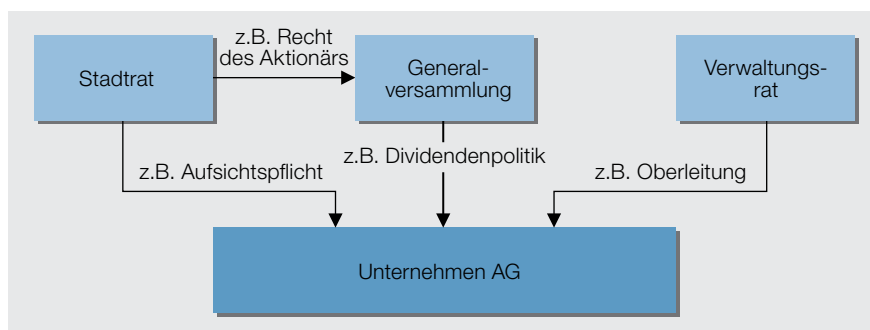 z.B. Recht
des Aktionärs
Stadtrat
General-
versammlung
Verwaltungs-
rat
z.B. Aufsichtspflicht
z.B. Dividendenpolitik
z.B. Oberleitung
Unternehmen AG